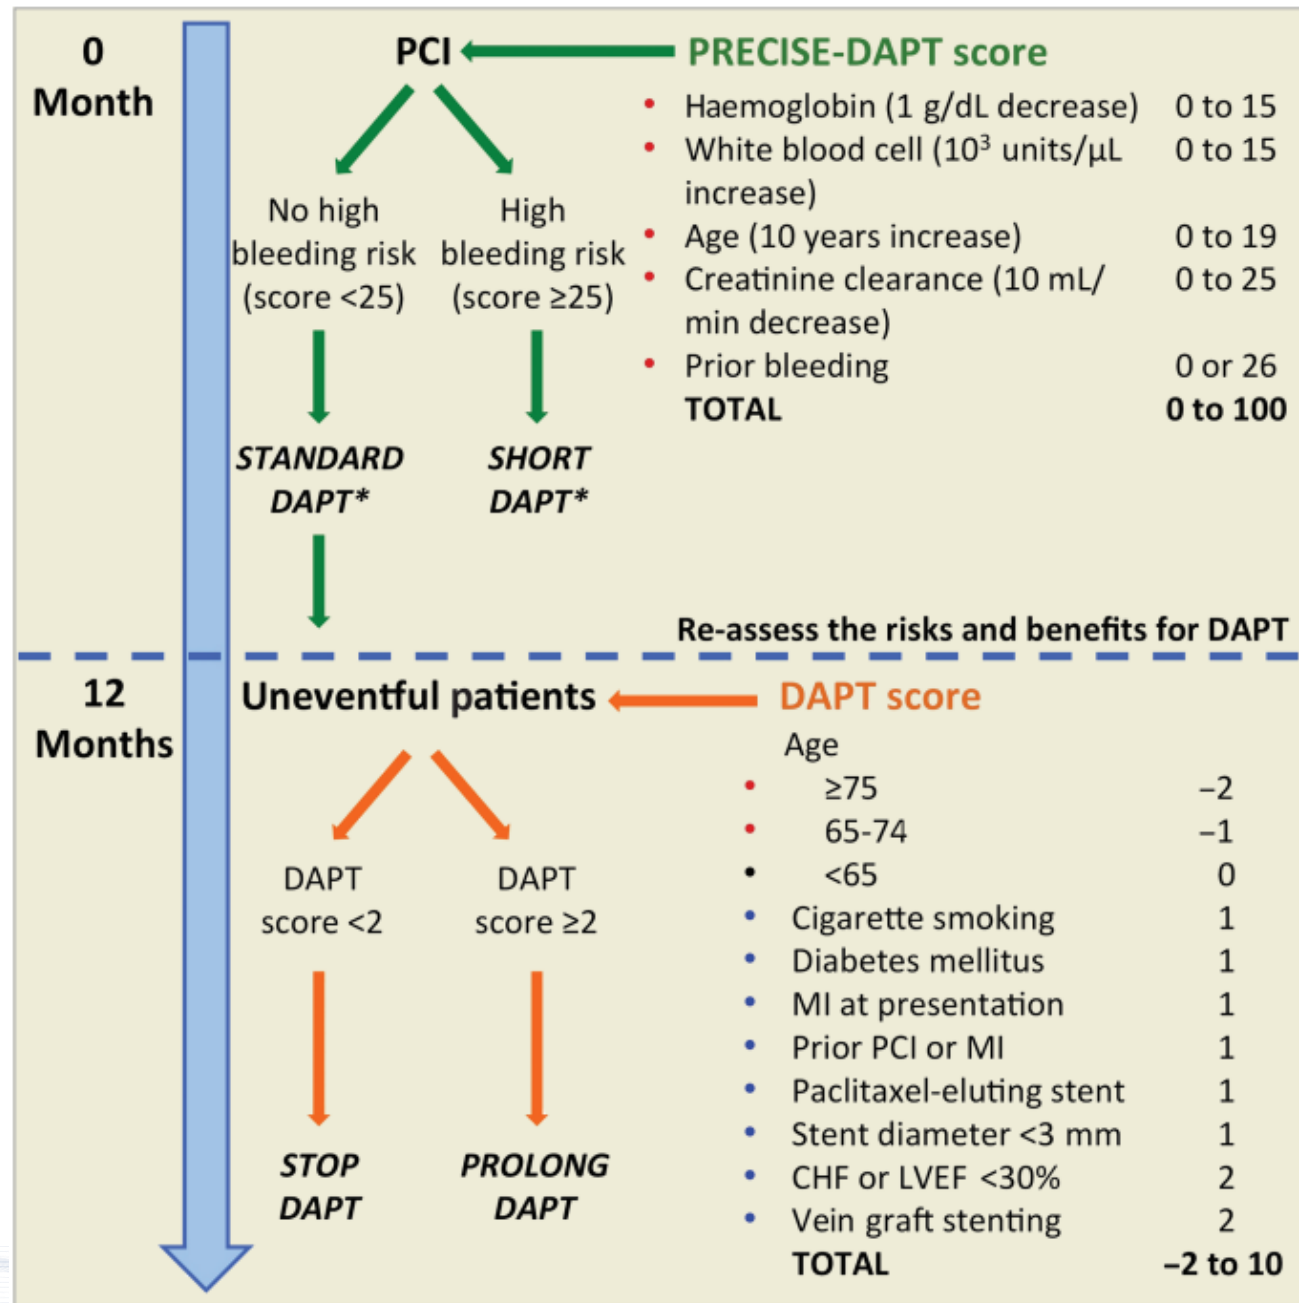 0
Month
PCI
PRECISE-DAPT score
• Haemoglobin (1 g/dL decrease) 0 to 15
• White blood cell (10³ units/µL 0 to 15
increase)
• Age (10 years increase) 0 to 19
• Creatinine clearance (10 mL/ 0 to 25
min decrease)
• Prior bleeding 0 or 26
TOTAL 0 to 100
No high
bleeding risk
(score <25)
High
bleeding risk
(score ≥25)
STANDARD
DAPT*
SHORT
DAPT*
Re-assess the risks and benefits for DAPT
12
Months
Uneventful patients
DAPT score
Age
• ≥75 −2
• 65-74 −1
• <65 0
• Cigarette smoking 1
• Diabetes mellitus 1
• MI at presentation 1
• Prior PCI or MI 1
• Paclitaxel-eluting stent 1
• Stent diameter <3 mm 1
• CHF or LVEF <30% 2
• Vein graft stenting 2
TOTAL −2 to 10
DAPT
score <2
DAPT
score ≥2
STOP
DAPT
PROLONG
DAPT